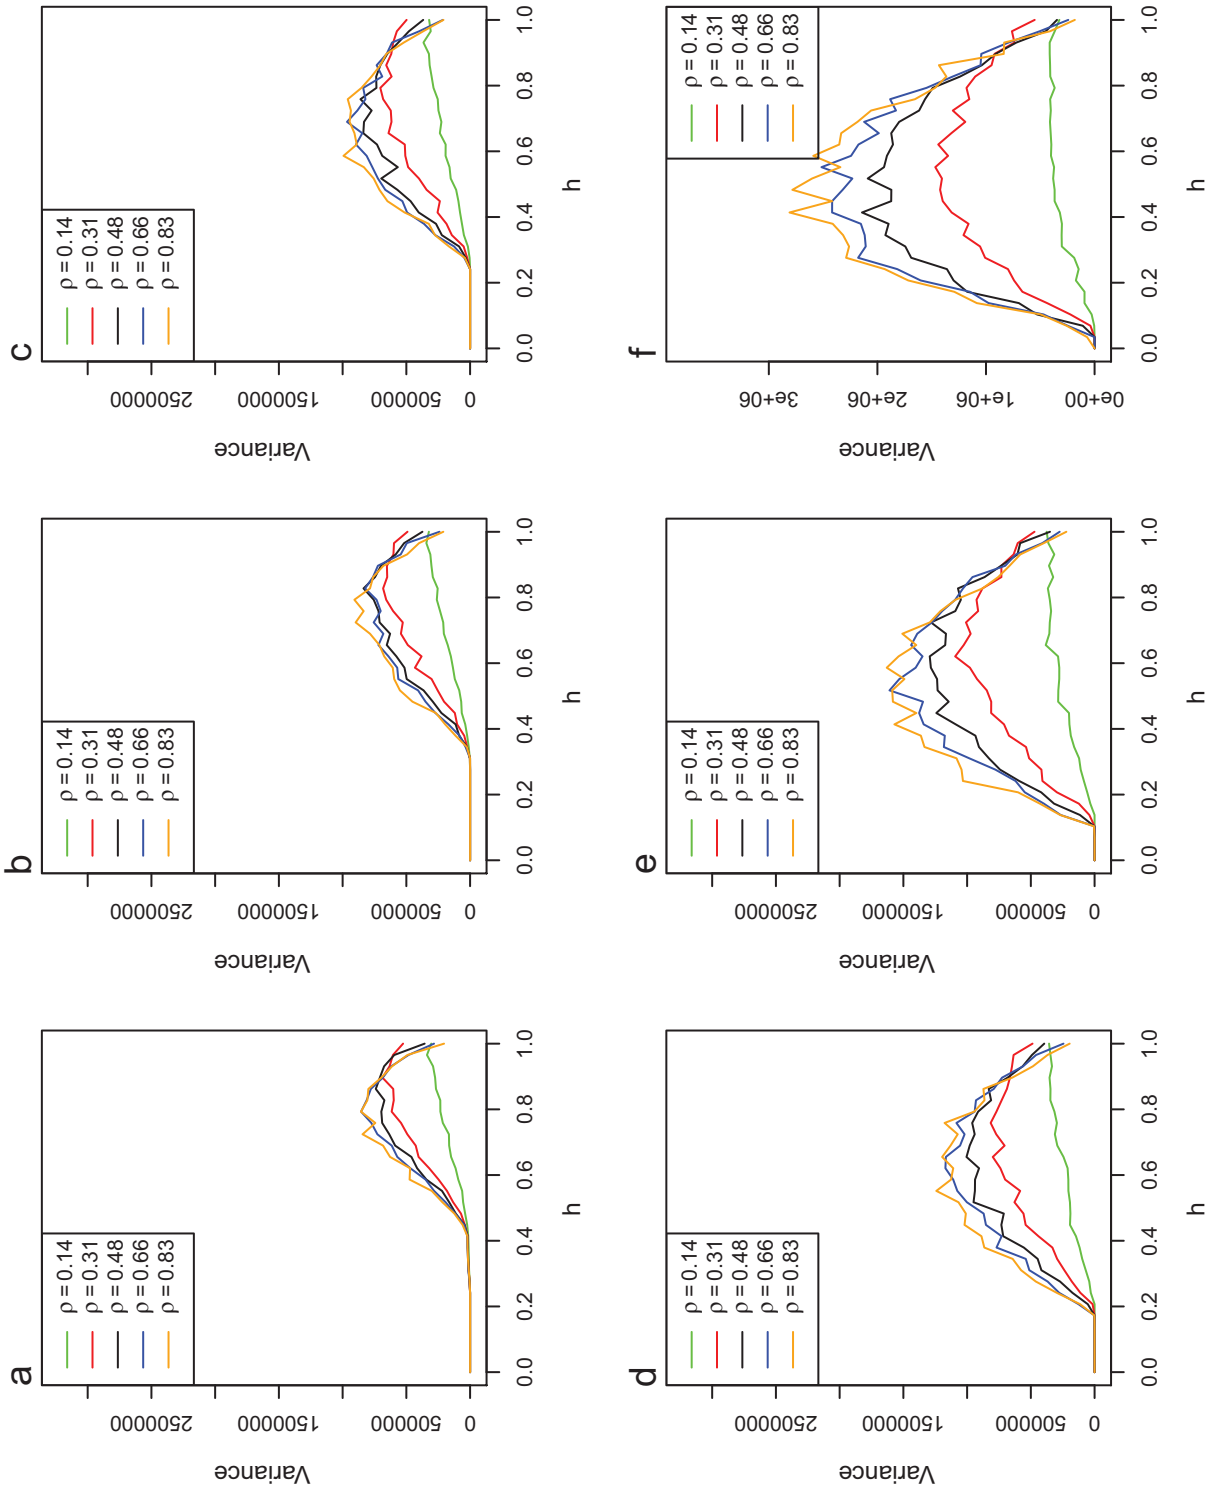 a
ρ = 0.14
ρ = 0.31
ρ = 0.48
ρ = 0.66
ρ = 0.83
Variance
2500000
1500000
500000
0
0.0 0.2 0.4 0.6 0.8 1.0
h
b
ρ = 0.14
ρ = 0.31
ρ = 0.48
ρ = 0.66
ρ = 0.83
Variance
2500000
1500000
500000
0
0.0 0.2 0.4 0.6 0.8 1.0
h
c
ρ = 0.14
ρ = 0.31
ρ = 0.48
ρ = 0.66
ρ = 0.83
Variance
2500000
1500000
500000
0
0.0 0.2 0.4 0.6 0.8 1.0
h
d
ρ = 0.14
ρ = 0.31
ρ = 0.48
ρ = 0.66
ρ = 0.83
Variance
2500000
1500000
500000
0
0.0 0.2 0.4 0.6 0.8 1.0
h
e
ρ = 0.14
ρ = 0.31
ρ = 0.48
ρ = 0.66
ρ = 0.83
Variance
2500000
1500000
500000
0
0.0 0.2 0.4 0.6 0.8 1.0
h
f
ρ = 0.14
ρ = 0.31
ρ = 0.48
ρ = 0.66
ρ = 0.83
Variance
3e+06
2e+06
1e+06
0e+00
0.0 0.2 0.4 0.6 0.8 1.0
h